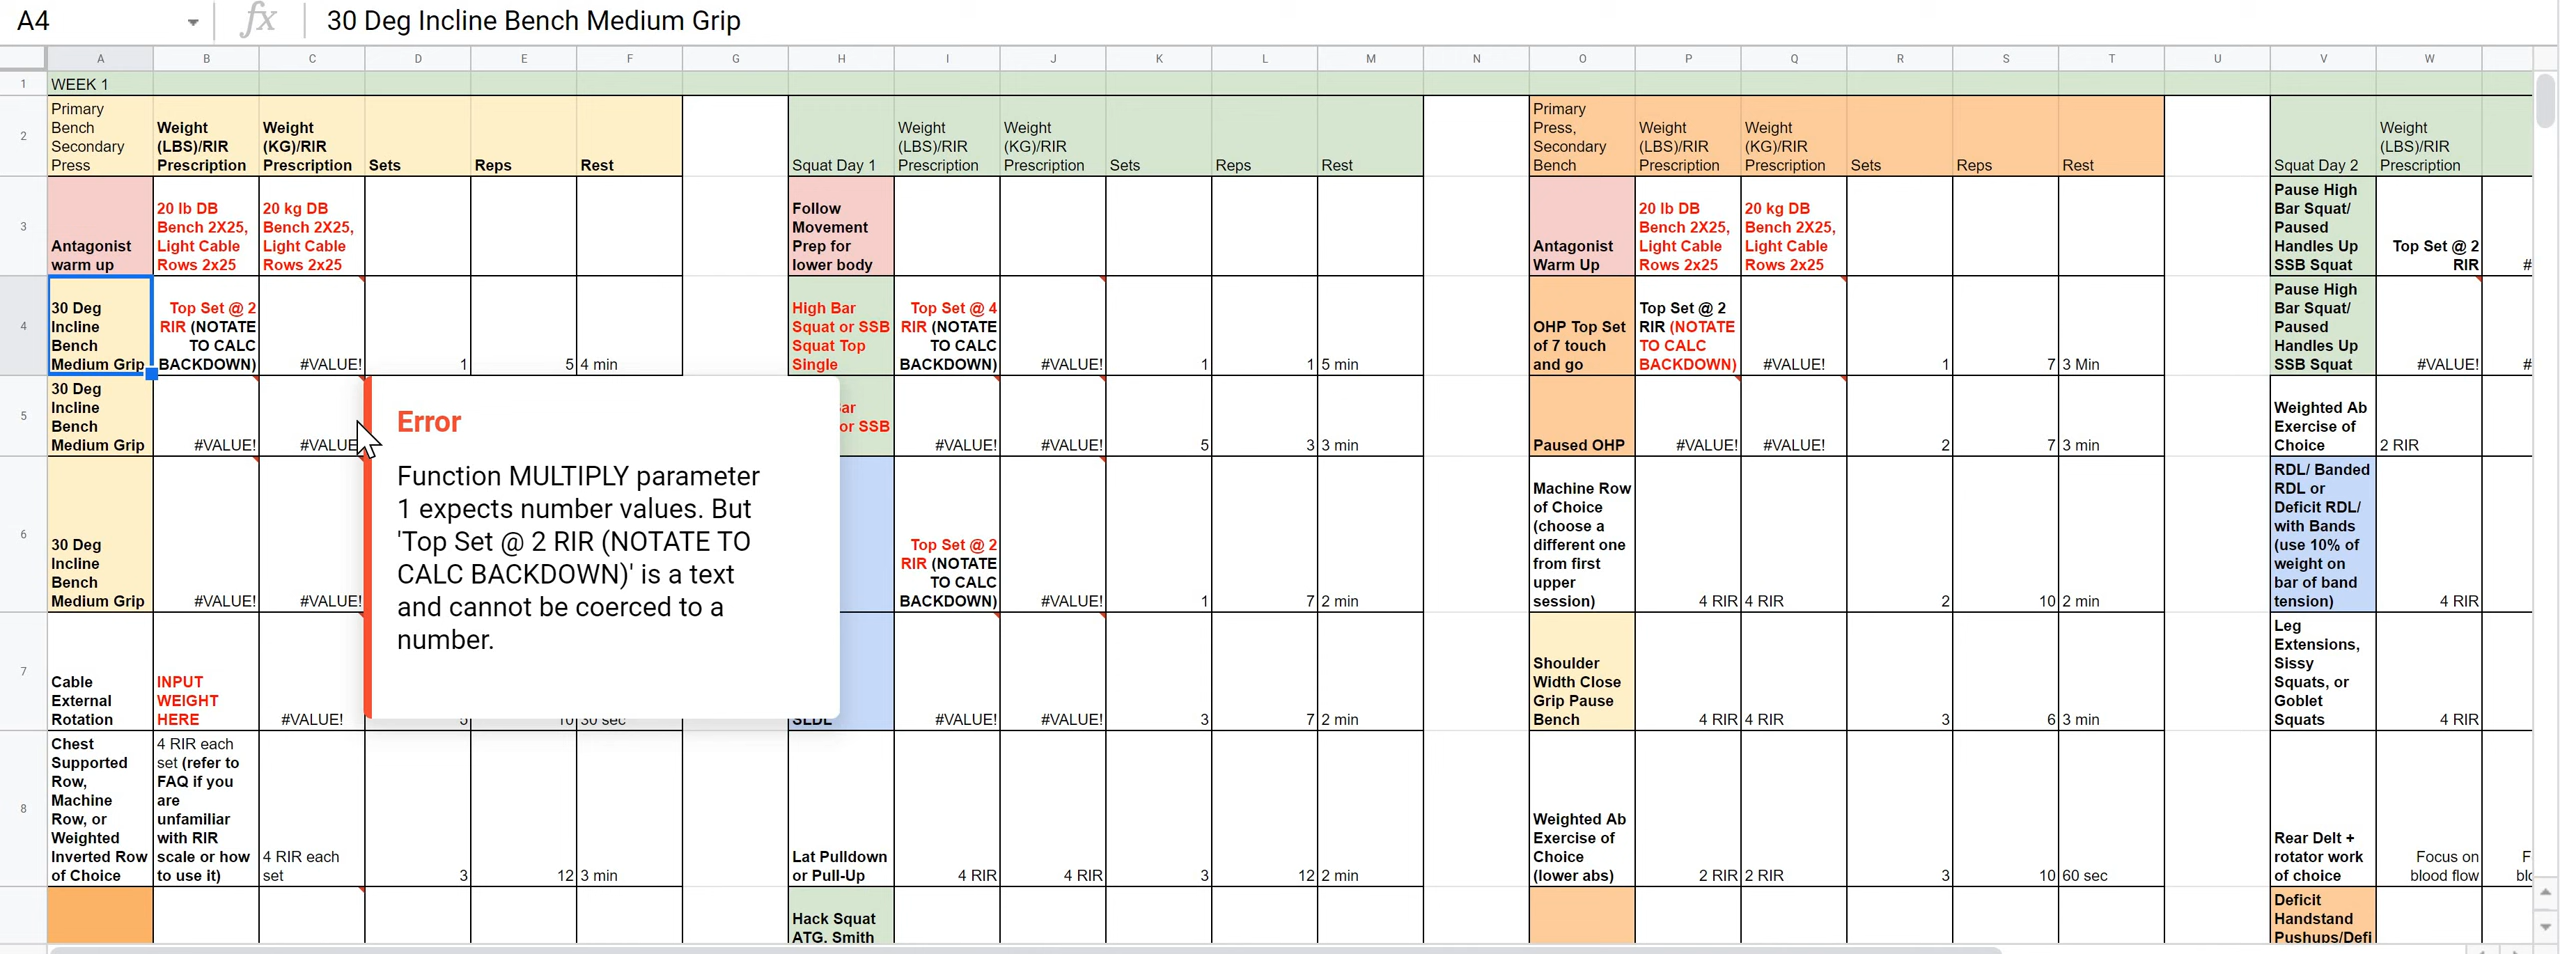 A4
fx
30 Deg Incline Bench Medium Grip
A B C D E F G H I J K L M N O P Q R S T U V W
1
WEEK 1
2
Primary
Bench
Secondary
Press
Weight
(LBS)/RIR
Prescription
Weight
(KG)/RIR
Prescription
Sets
Reps
Rest
Squat Day 1
Weight
(LBS)/RIR
Prescription
Weight
(KG)/RIR
Prescription
Sets
Reps
Rest
Primary
Press,
Secondary
Bench
Weight
(LBS)/RIR
Prescription
Weight
(KG)/RIR
Prescription
Sets
Reps
Rest
Squat Day 2
Weight
(LBS)/RIR
Prescription
3
Antagonist
warm up
20 lb DB
Bench 2X25,
Light Cable
Rows 2x25
20 kg DB
Bench 2X25,
Light Cable
Rows 2x25
Follow
Movement
Prep for
lower body
Antagonist
Warm Up
20 lb DB
Bench 2X25,
Light Cable
Rows 2x25
20 kg DB
Bench 2X25,
Light Cable
Rows 2x25
Pause High
Bar Squat/
Paused
Handles Up
SSB Squat
Top Set @ 2
RIR
#
4
30 Deg
Incline
Bench
Medium Grip
Top Set @ 2
RIR (NOTATE
TO CALC
BACKDOWN)
#VALUE!
1
5
4 min
High Bar
Squat or SSB
Squat Top
Single
Top Set @ 4
RIR (NOTATE
TO CALC
BACKDOWN)
#VALUE!
1
1
5 min
OHP Top Set
of 7 touch
and go
Top Set @ 2
RIR (NOTATE
TO CALC
BACKDOWN)
#VALUE!
1
7
3 Min
Pause High
Bar Squat/
Paused
Handles Up
SSB Squat
#VALUE!
#
5
30 Deg
Incline
Bench
Medium Grip
#VALUE!
#VALUE
Error
Function MULTIPLY parameter
1 expects number values. But
'Top Set @ 2 RIR (NOTATE TO
CALC BACKDOWN)' is a text
and cannot be coerced to a
number.
ar
or SSB
#VALUE!
#VALUE!
5
3
3 min
Paused OHP
#VALUE!
#VALUE!
2
7
3 min
Weighted Ab
Exercise of
Choice
2 RIR
6
30 Deg
Incline
Bench
Medium Grip
#VALUE!
#VALUE!
Top Set @ 2
RIR (NOTATE
TO CALC
BACKDOWN)
#VALUE!
1
7
2 min
Machine Row
of Choice
(choose a
different one
from first
upper
session)
4 RIR
4 RIR
2
10
2 min
RDL/ Banded
RDL or
Deficit RDL/
with Bands
(use 10% of
weight on
bar of band
tension)
4 RIR
7
Cable
External
Rotation
INPUT
WEIGHT
HERE
#VALUE!
5
10
30 sec
SLDL
#VALUE!
#VALUE!
3
7
2 min
Shoulder
Width Close
Grip Pause
Bench
4 RIR
4 RIR
3
6
3 min
Leg
Extensions,
Sissy
Squats, or
Goblet
Squats
4 RIR
8
Chest
Supported
Row,
Machine
Row, or
Weighted
Inverted Row
of Choice
4 RIR each
set (refer to
FAQ if you
are
unfamiliar
with RIR
scale or how
to use it)
4 RIR each
set
3
12
3 min
Lat Pulldown
or Pull-Up
4 RIR
4 RIR
3
12
2 min
Weighted Ab
Exercise of
Choice
(lower abs)
2 RIR
2 RIR
3
10
60 sec
Rear Delt +
rotator work
of choice
Focus on
blood flow
F
blo
Hack Squat
ATG. Smith
Deficit
Handstand
Pushups/Defi